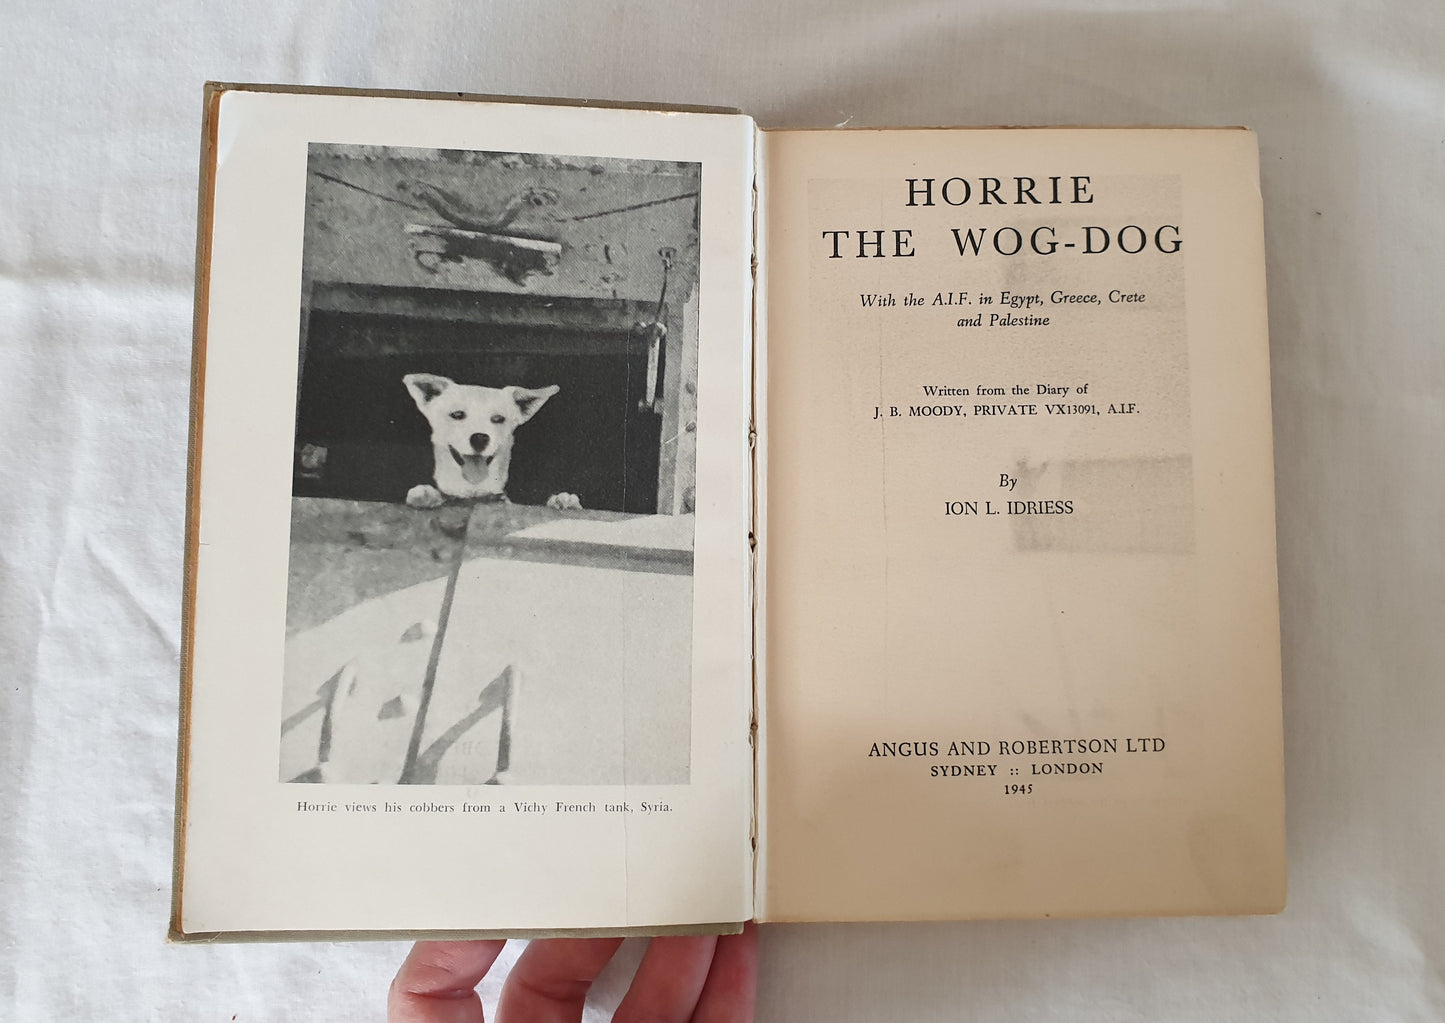 Horrie views his cobbers from a Vichy French tank, Syria.
HORRIE
THE WOG-DOG
With the A.I.F. in Egypt, Greece, Crete
and Palestine
Written from the Diary of
J. B. MOODY, PRIVATE VX13091, A.I.F.
By
ION L. IDRIESS
ANGUS AND ROBERTSON LTD
SYDNEY :: LONDON
1945